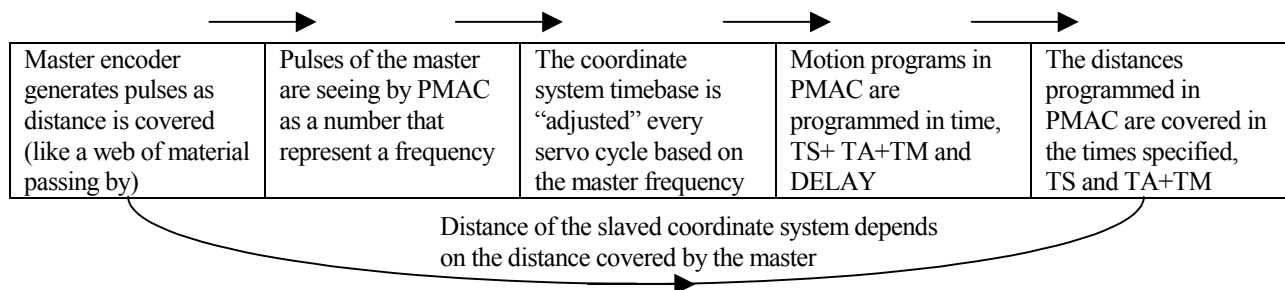 Master encoder
generates pulses as
distance is covered
(like a web of material
passing by)
Pulses of the master
are seeing by PMAC
as a number that
represent a frequency
The coordinate
system timebase is
“adjusted” every
servo cycle based on
the master frequency
Motion programs in
PMAC are
programmed in time,
TS+ TA+TM and
DELAY
The distances
programmed in
PMAC are covered in
the times specified,
TS and TA+TM
Distance of the slaved coordinate system depends
on the distance covered by the master